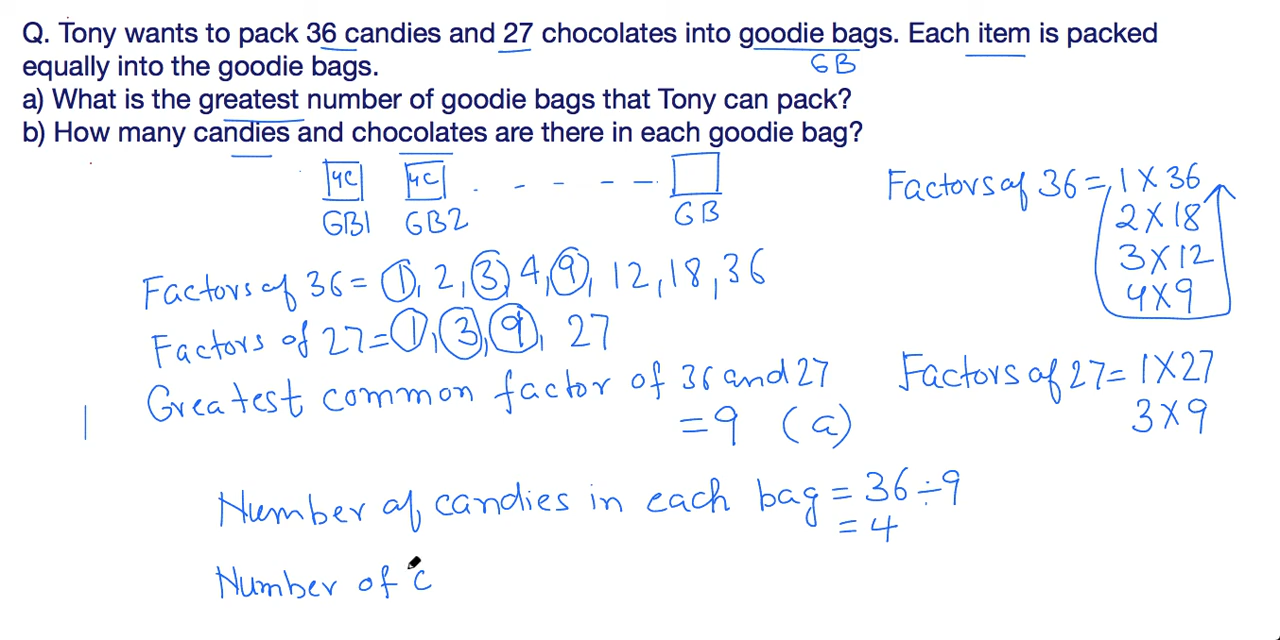 Q. Tony wants to pack 36 candies and 27 chocolates into goodie bags. Each item is packed
equally into the goodie bags.
GB
a) What is the greatest number of goodie bags that Tony can pack?
b) How many candies and chocolates are there in each goodie bag?
4C 4C
GB1 GB2 GB
Factors of 36 = 1, 2, 3, 4, 9, 12, 18, 36
Factors of 27 = 1, 3, 9, 27
Greatest common factor of 36 and 27
= 9 (a)
Factors of 36 = 1 X 36
2 X 18
3 X 12
4 X 9
Factors of 27 = 1 X 27
3 X 9
Number of candies in each bag = 36 ÷ 9
= 4
Number of c